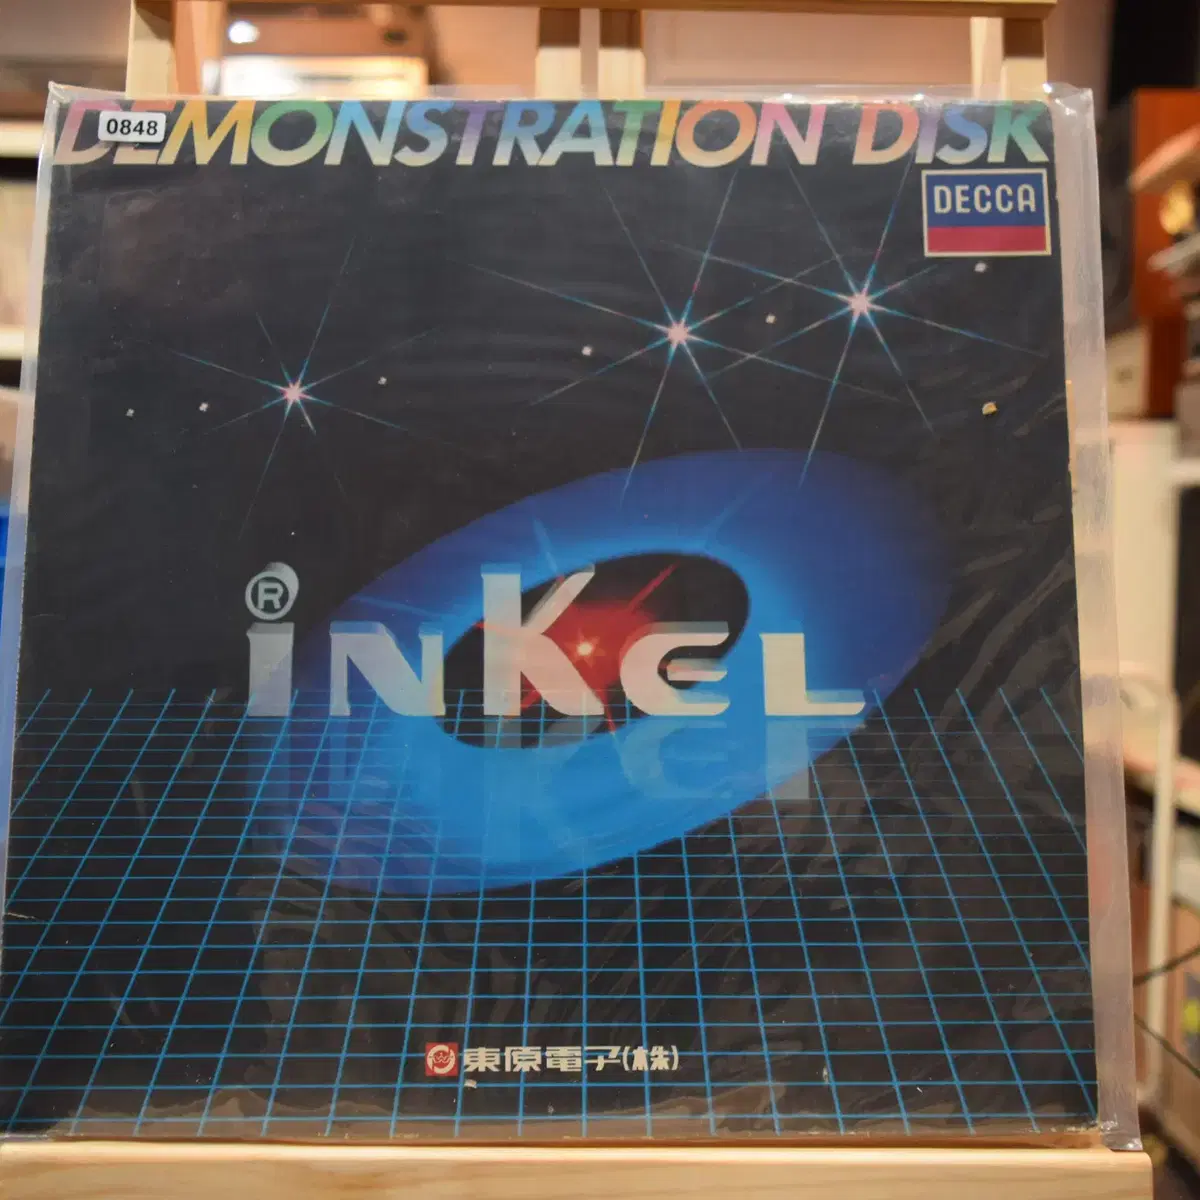 DEMONSTRATION DISK
0848
DECCA
®
inKEL
東原電子(株)